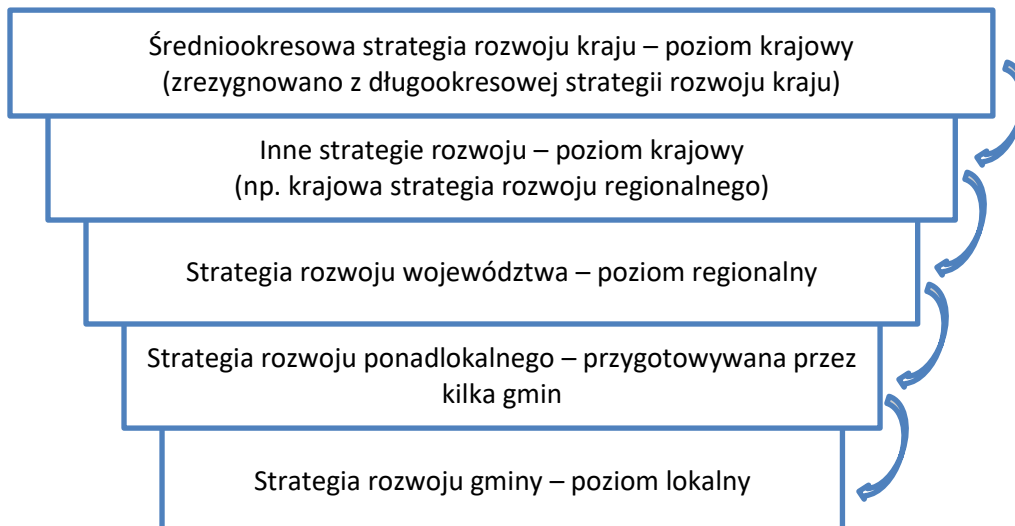 Średniookresowa strategia rozwoju kraju – poziom krajowy
(zrezygnowano z długookresowej strategii rozwoju kraju)
Inne strategie rozwoju – poziom krajowy
(np. krajowa strategia rozwoju regionalnego)
Strategia rozwoju województwa – poziom regionalny
Strategia rozwoju ponadlokalnego – przygotowywana przez
kilka gmin
Strategia rozwoju gminy – poziom lokalny